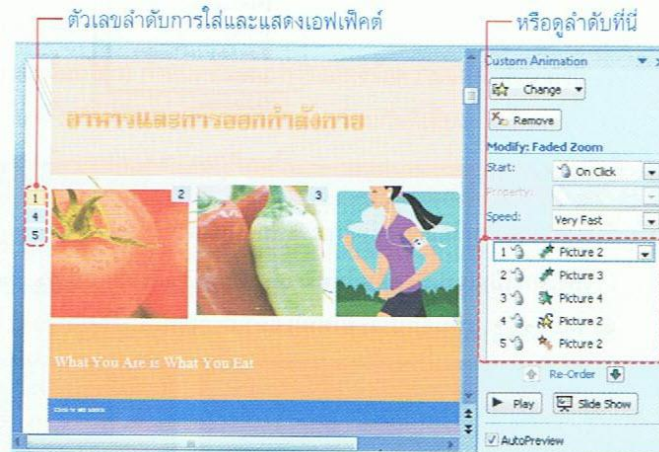 ตัวเลขลำดับการใส่และแสดงเอฟเฟ็คต์
หรือดูลำดับที่นี่
Custom Animation
Change
Remove
Modify: Faded Zoom
Start: On Click
Property:
Speed: Very Fast
อาหารและการออกกำลังกาย
1
4
5
2
3
What You Are is What You Eat
1 Picture 2
2 Picture 3
3 Picture 4
4 Picture 2
5 Picture 2
Re-Order
Play
Slide Show
AutoPreview